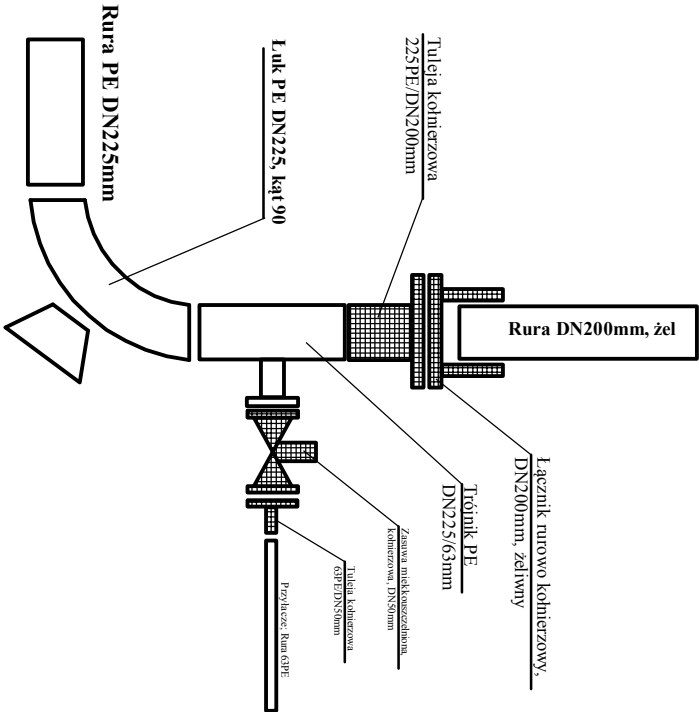 Rura PE DN225mm
Łuk PE DN225, kąt 90
Tuleja kołnierzowa
225PE/DN200mm
Rura DN200mm, żel
Łącznik rurowo kołnierzowy,
DN200mm, żeliwny
Trójnik PE
DN225/63mm
Zasuwa miękkouszczelniona,
kołnierzowa, DN50mm
Tuleja kołnierzowa
63PE/DN50mm
Przyłacze; Rura 63PE